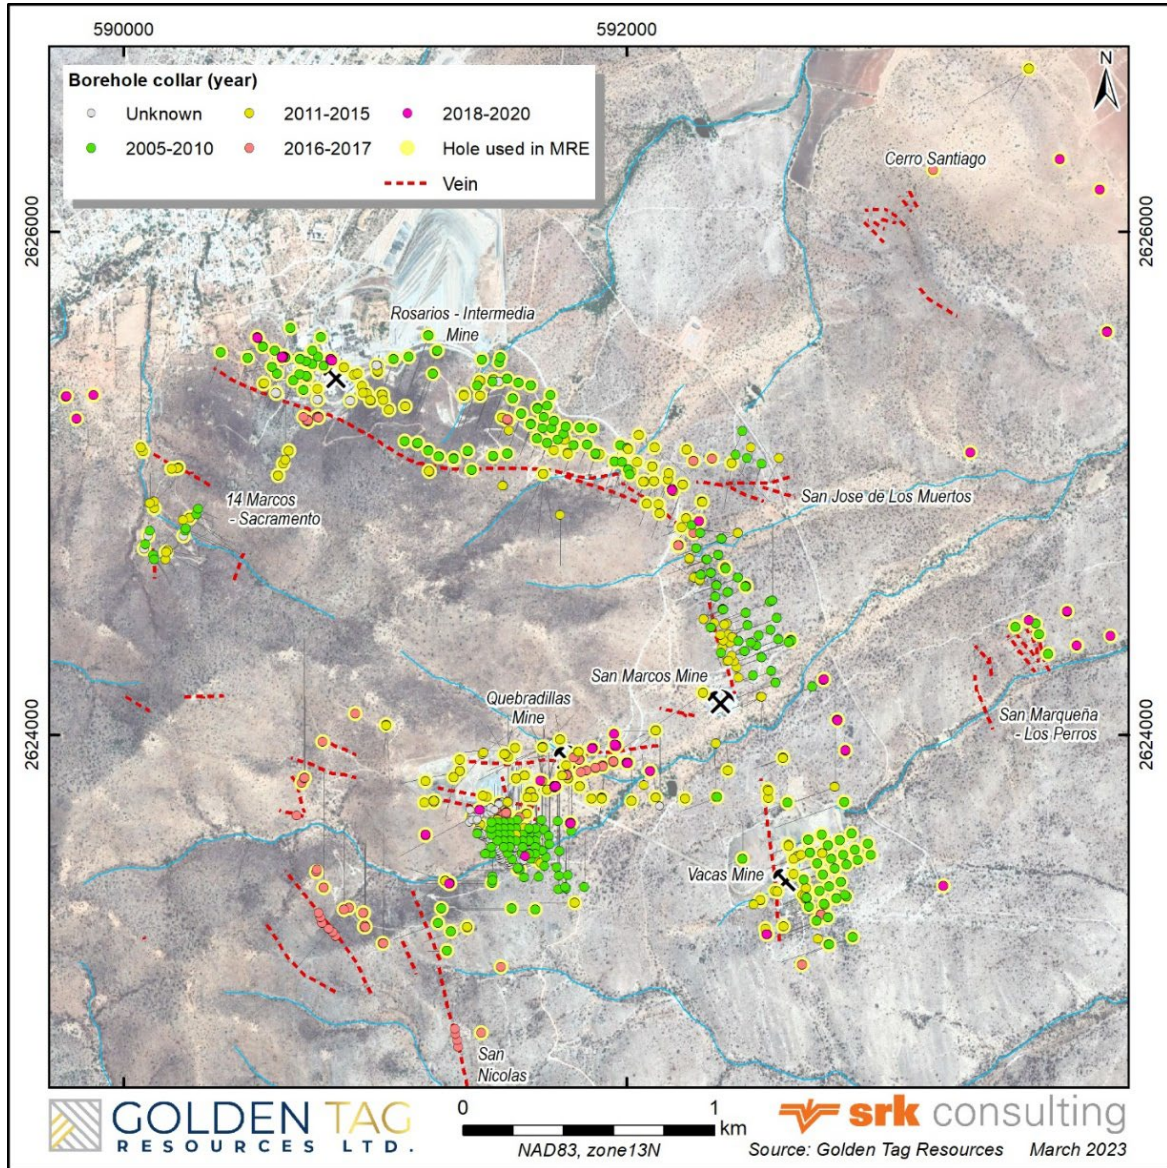 590000
592000
Borehole collar (year)
Unknown
2011-2015
2018-2020
2005-2010
2016-2017
Hole used in MRE
Vein
N
Cerro Santiago
2626000
2626000
Rosarios - Intermedia
Mine
14 Marcos
- Sacramento
San Jose de Los Muertos
San Marcos Mine
Quebradillas
Mine
San Marqueña
- Los Perros
2624000
2624000
Vacas Mine
San
Nicolas
GOLDEN TAG
RESOURCES LTD.
0
1
km
NAD83, zone13N
srk consulting
Source: Golden Tag Resources March 2023